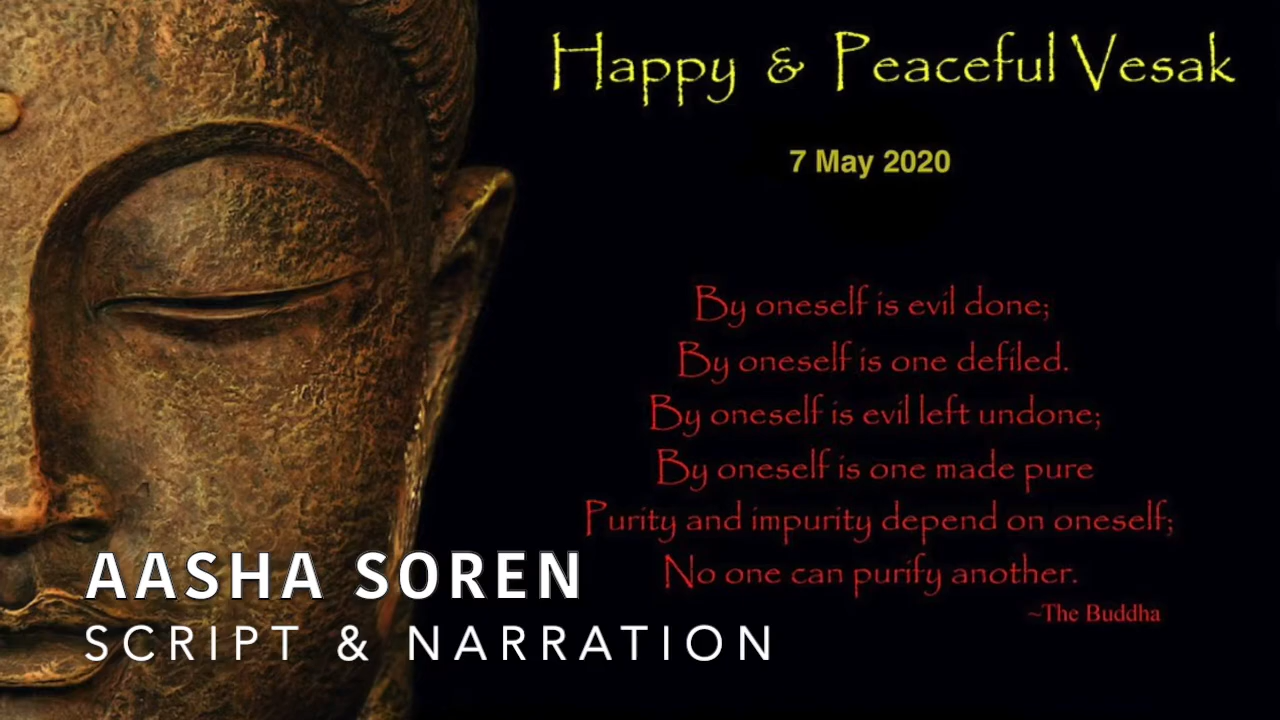 Happy & Peaceful Vesak
7 May 2020
By oneself is evil done;
By oneself is one defiled.
By oneself is evil left undone;
By oneself is one made pure
Purity and impurity depend on oneself;
No one can purify another.
~The Buddha
AASHA SOREN
SCRIPT & NARRATION